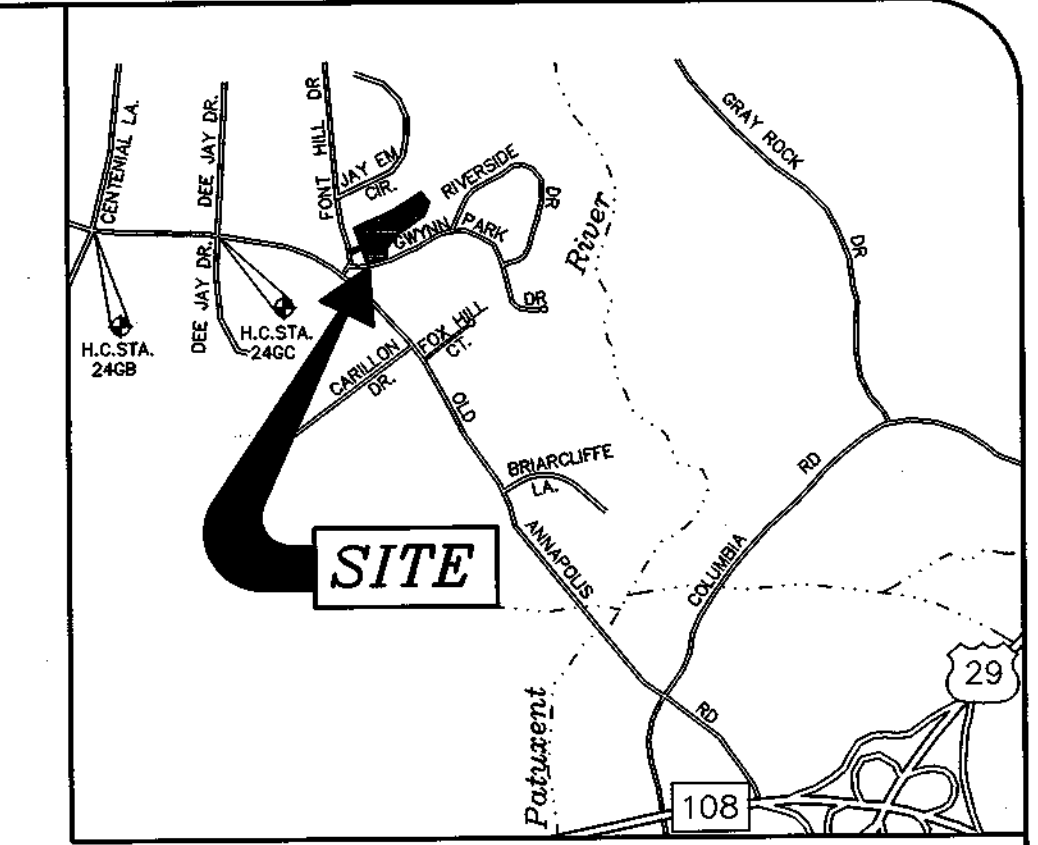 CENTENIAL LA.
DEE JAY DR.
DEE JAY DR.
FONT HILL DR
JAY EM
CIR.
RIVERSIDE
DR
GWYNN PARK
DR
River
GRAY ROCK
DR
H.C.STA.
24GB
H.C.STA.
24GC
CARILLON
DR.
FOX HILL
CT.
OLD
BRIARCLIFFE
LA.
ANNAPOLIS
RD
COLUMBIA
RD
SITE
Patuxent
29
108